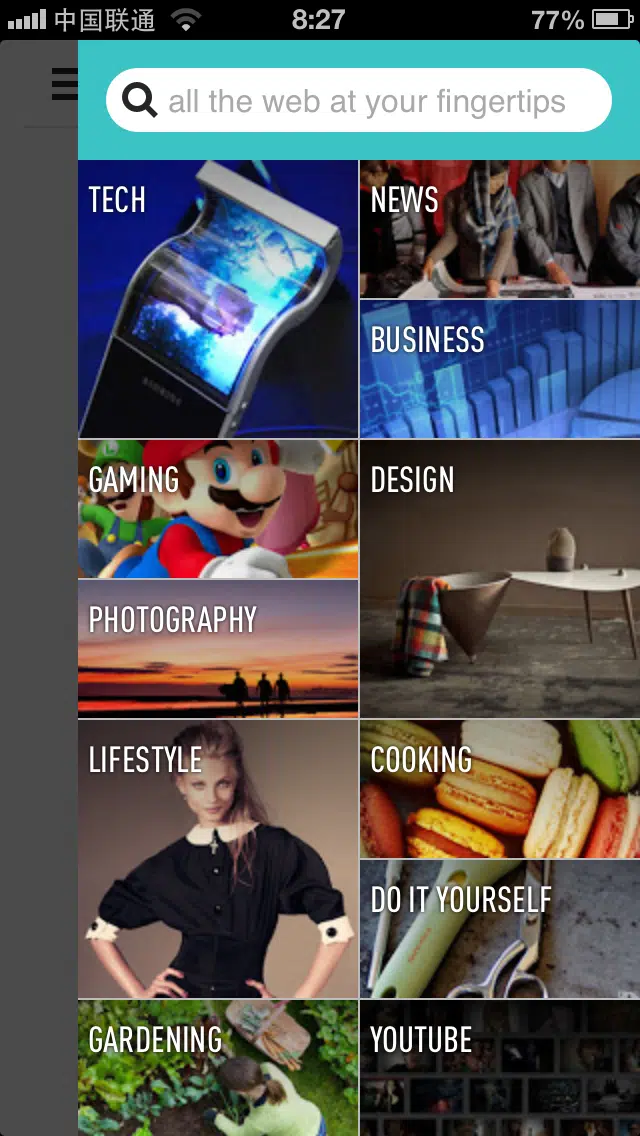 中国联通 8:27 77%
all the web at your fingertips
TECH
NEWS
BUSINESS
GAMING
DESIGN
PHOTOGRAPHY
LIFESTYLE
COOKING
DO IT YOURSELF
GARDENING
YOUTUBE